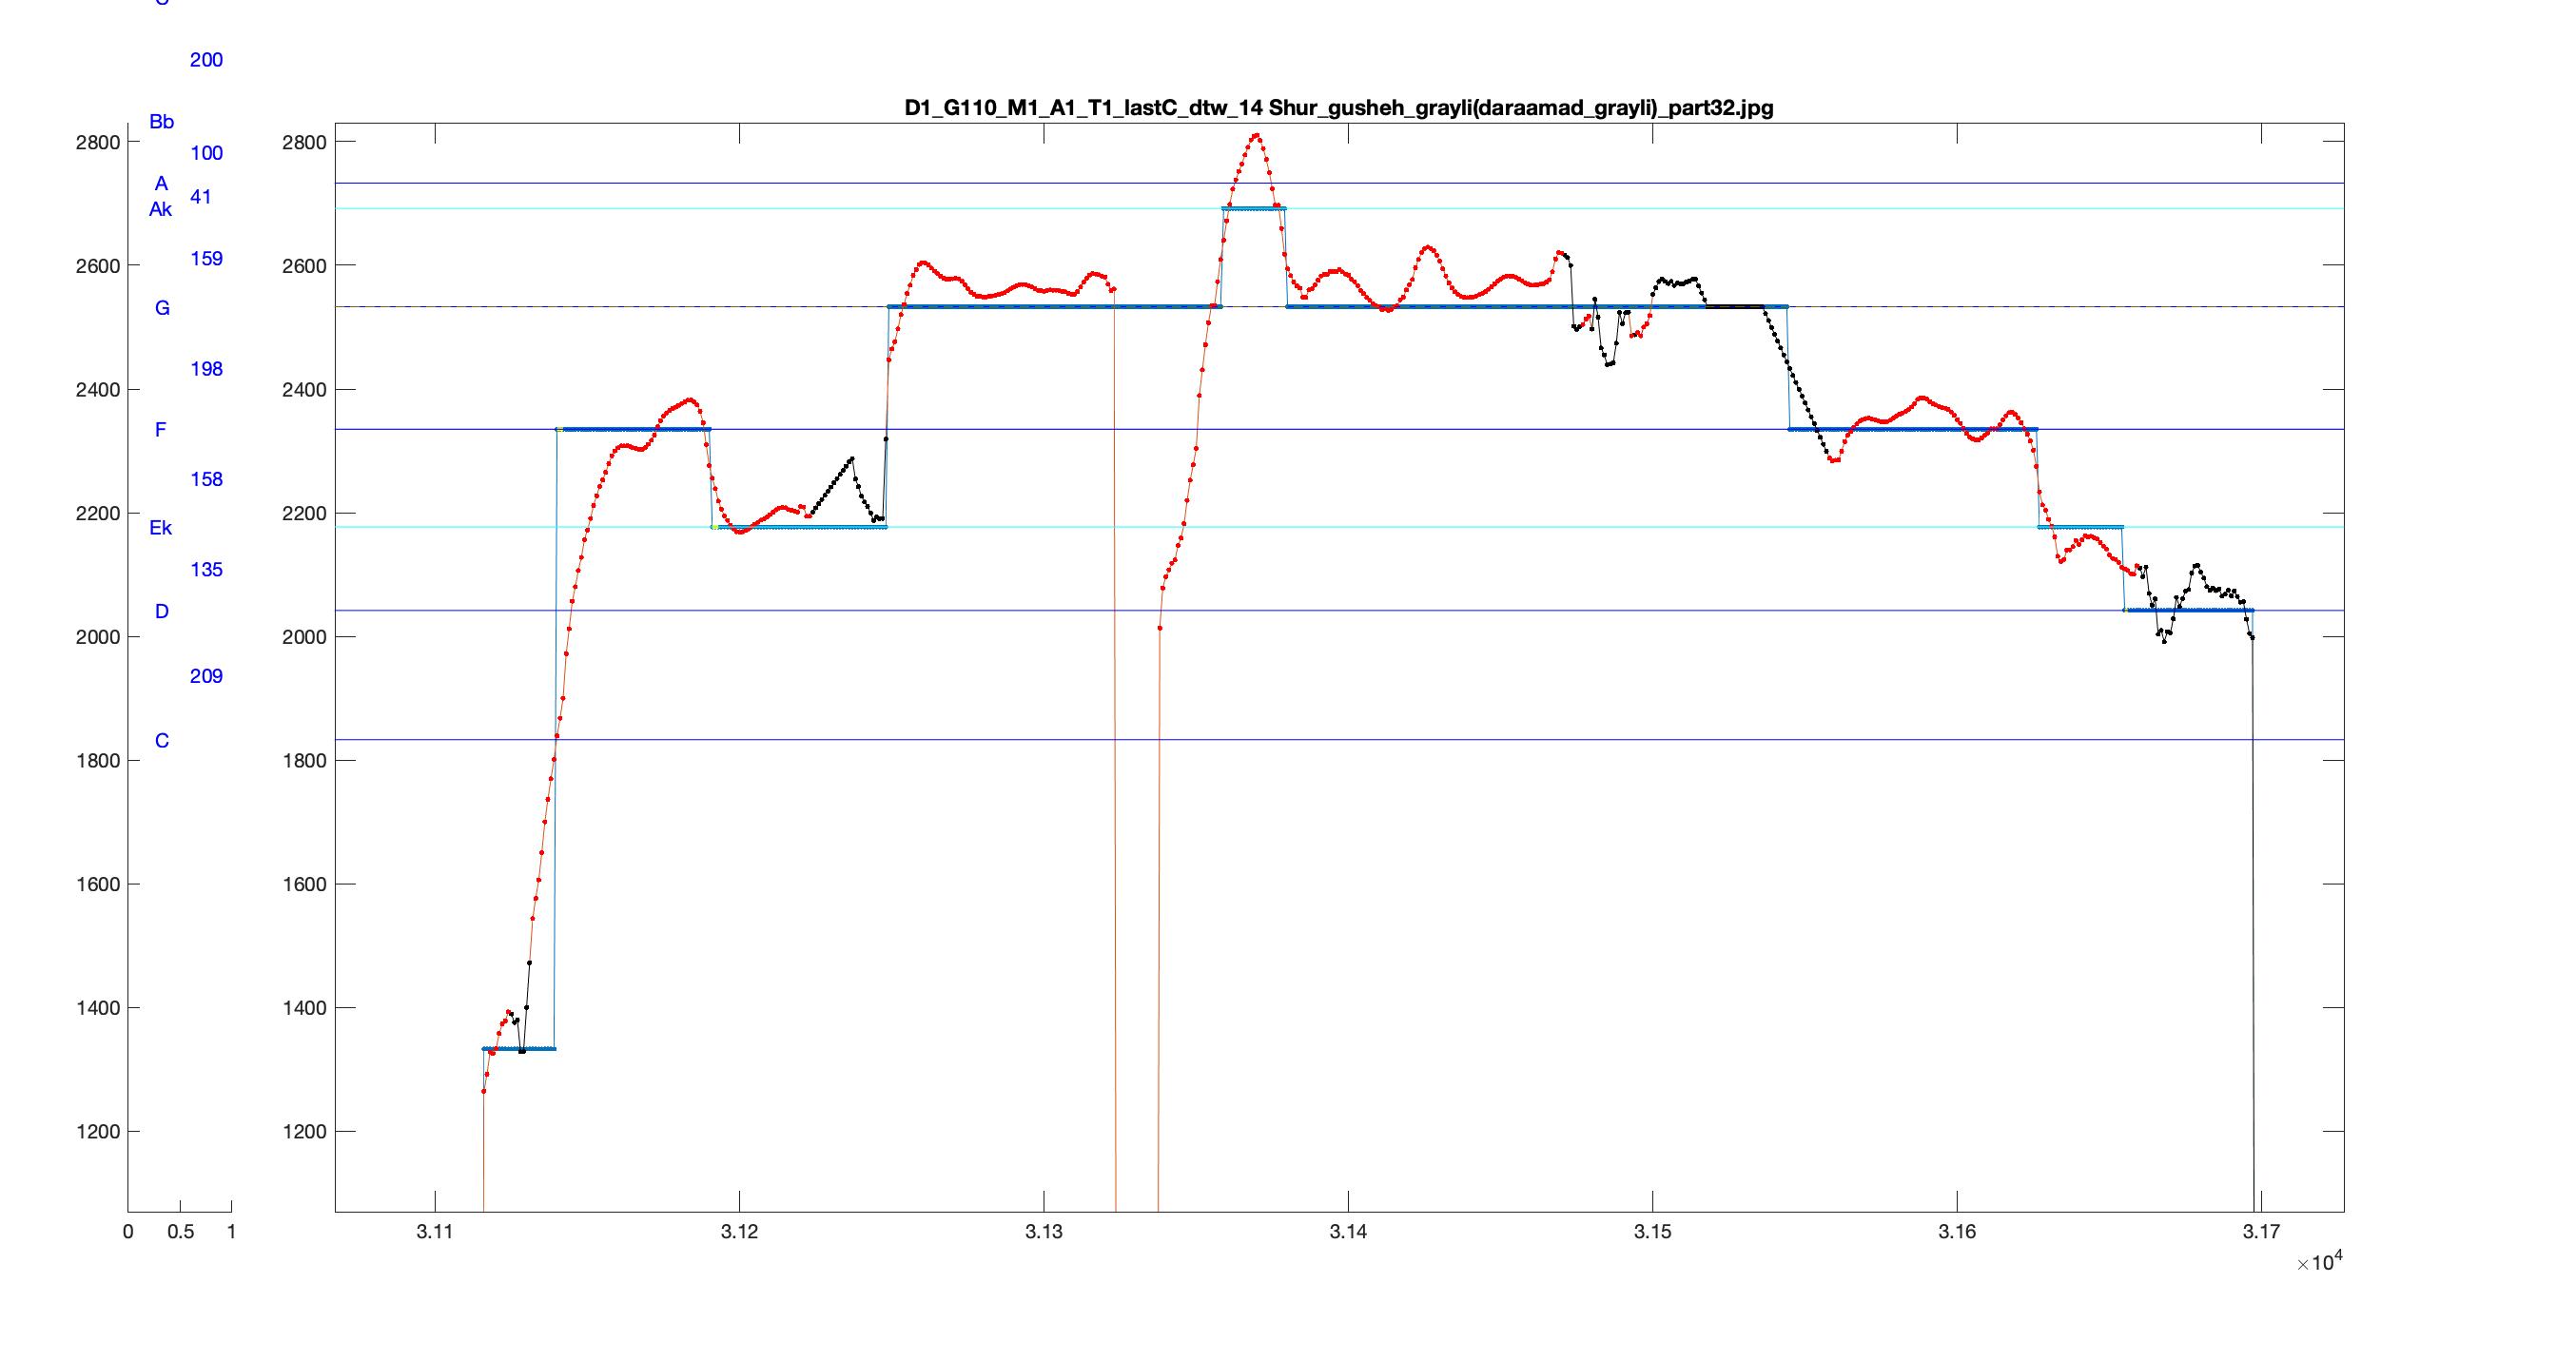 200
D1_G110_M1_A1_T1_lastC_dtw_14 Shur_gusheh_grayli(daraamad_grayli)_part32.jpg
Bb
2800 2800
100
A
41
Ak
2600 159 2600
G
198
2400 2400
F
158
2200 2200
Ek
135
D
2000 2000
209
C
1800 1800
1600 1600
1400 1400
1200 1200
0 0.5 1 3.11 3.12 3.13 3.14 3.15 3.16 3.17
×10^4